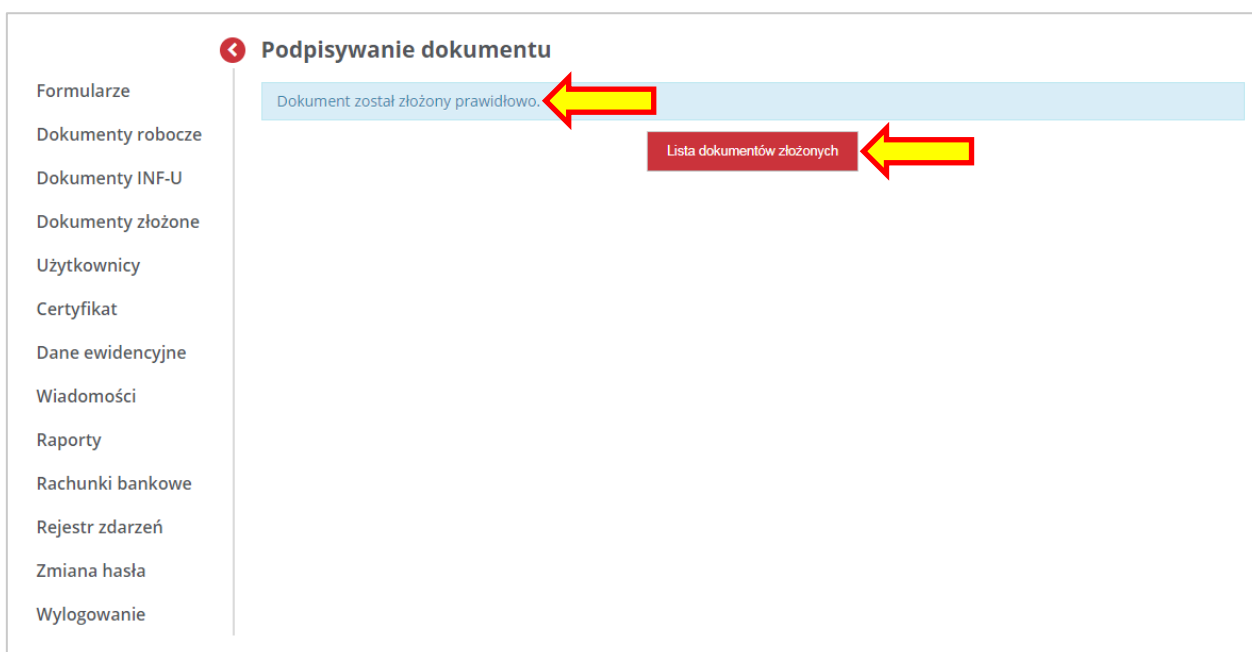 Podpisywanie dokumentu
Formularze
Dokument został złożony prawidłowo.
Dokumenty robocze
Lista dokumentów złożonych
Dokumenty INF-U
Dokumenty złożone
Użytkownicy
Certyfikat
Dane ewidencyjne
Wiadomości
Raporty
Rachunki bankowe
Rejestr zdarzeń
Zmiana hasła
Wylogowanie